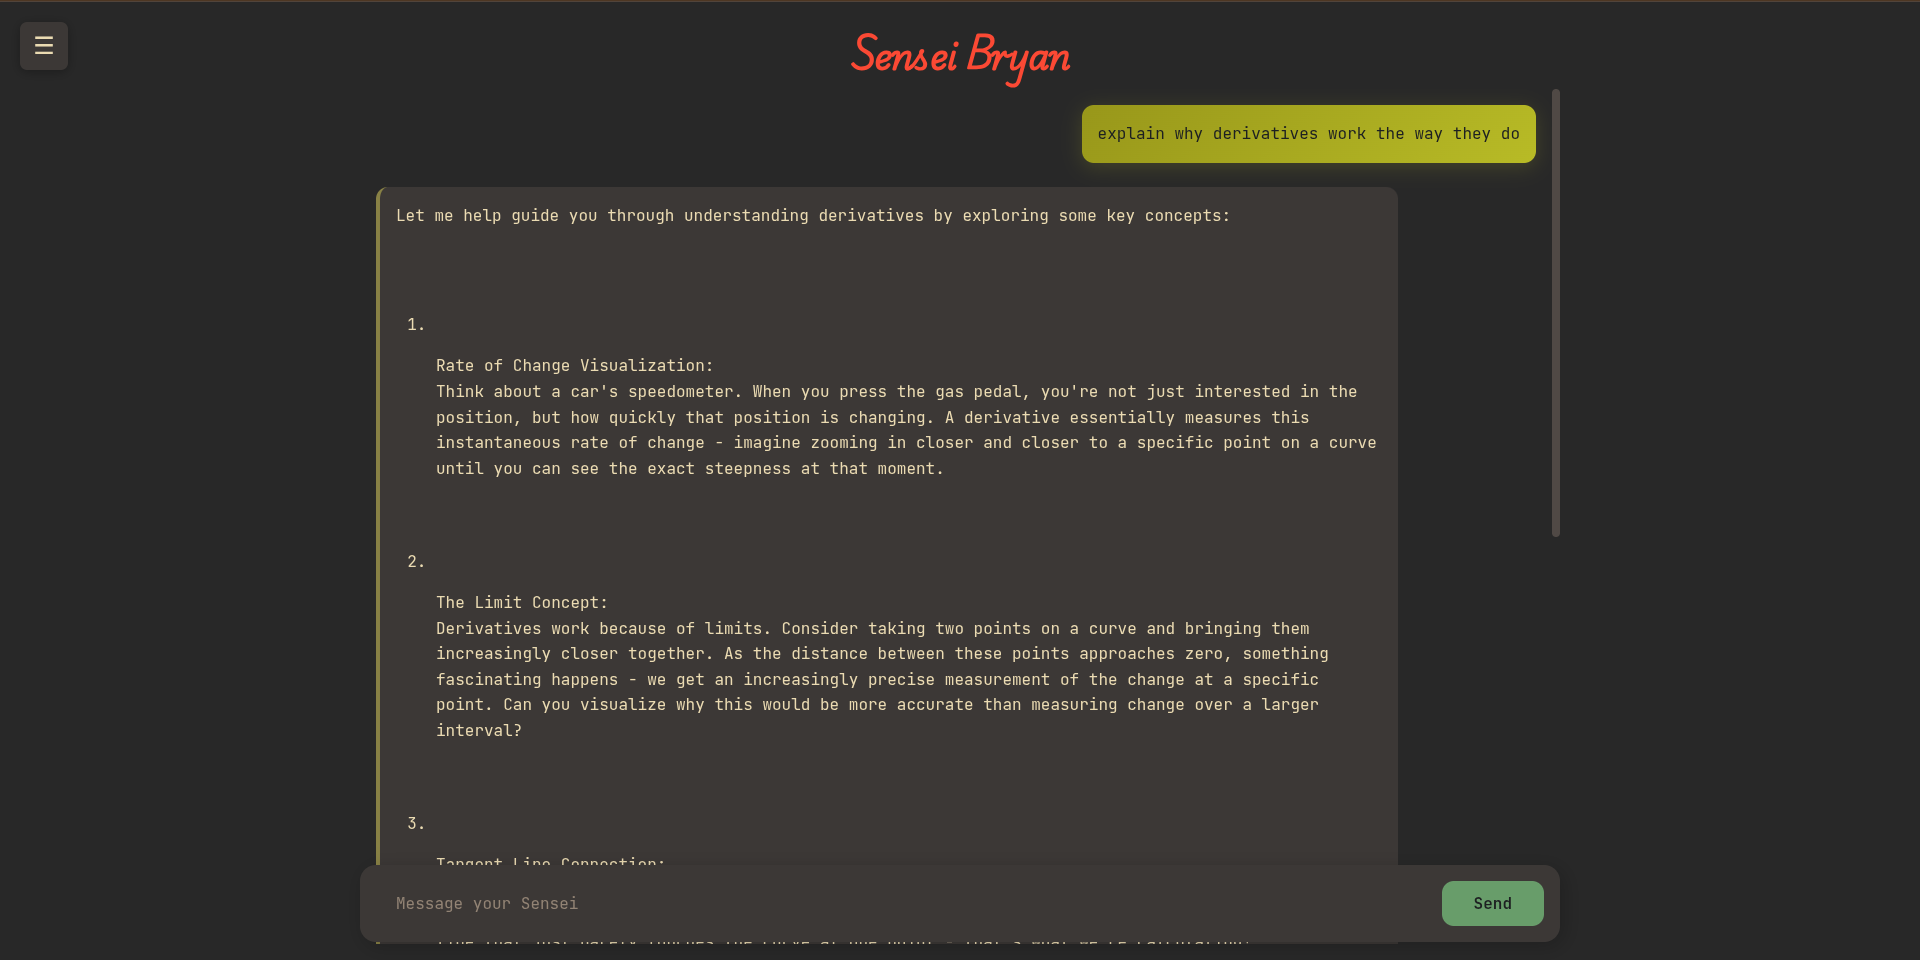 ☰
Sensei Bryan
explain why derivatives work the way they do
Let me help guide you through understanding derivatives by exploring some key concepts:
1.
Rate of Change Visualization:
Think about a car's speedometer. When you press the gas pedal, you're not just interested in the
position, but how quickly that position is changing. A derivative essentially measures this
instantaneous rate of change - imagine zooming in closer and closer to a specific point on a curve
until you can see the exact steepness at that moment.
2.
The Limit Concept:
Derivatives work because of limits. Consider taking two points on a curve and bringing them
increasingly closer together. As the distance between these points approaches zero, something
fascinating happens - we get an increasingly precise measurement of the change at a specific
point. Can you visualize why this would be more accurate than measuring change over a larger
interval?
3.
Tangent Line Connection:
Message your Sensei
Send